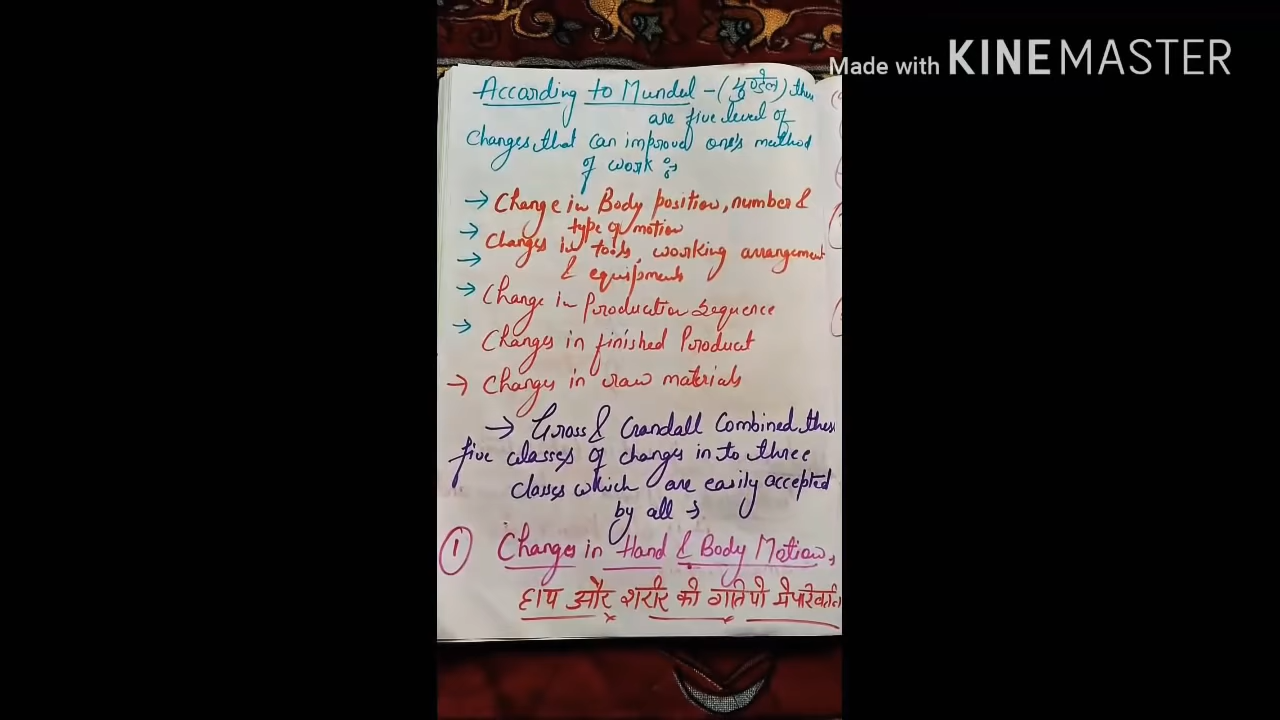 Made with KINEMASTER
According to Mundel - (मुण्डेल) ther
are five level of
Changes that can improved one's method
of work :→
→ Change in Body position, number &
type of motion
→ Changes in tools, working arrangement
→ & equipments
→ Change in Production Sequence
→ Changes in finished Product
→ Changes in raw materials
→ Gross & Crandall Combined thes
five classes of changes in to three
classes which are easily accepted
by all →
① Changes in Hand & Body Motion,
हाथ और शरीर की गतियो मे परिवर्तन